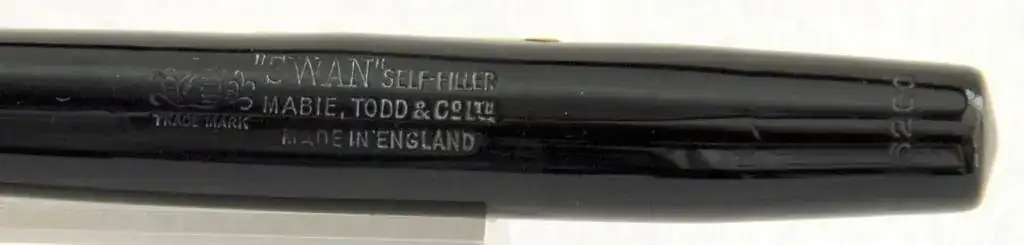 "SWAN" SELF-FILLER
MABIE, TODD & CO LTD
MADE IN ENGLAND
TRADE MARK
3260